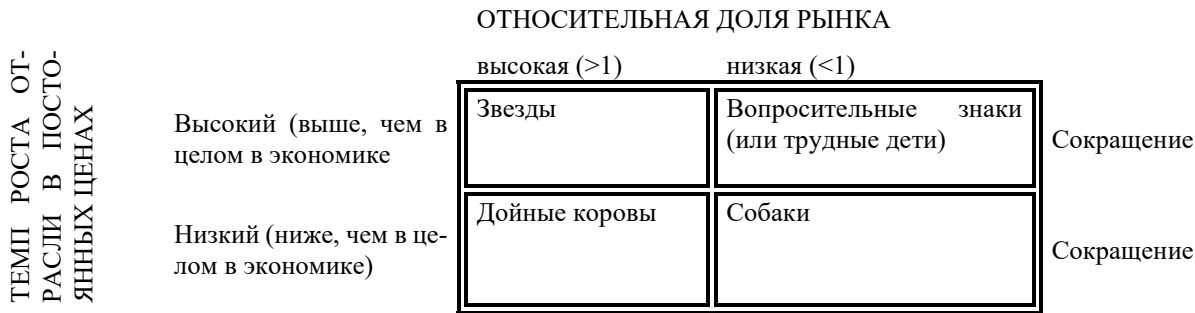 ОТНОСИТЕЛЬНАЯ ДОЛЯ РЫНКА
высокая (>1)
низкая (<1)
ТЕМП РОСТА ОТ-
РАСЛИ В ПОСТО-
ЯННЫХ ЦЕНАХ
Высокий (выше, чем в
целом в экономике
Звезды
Вопросительные знаки
(или трудные дети)
Сокращение
Низкий (ниже, чем в це-
лом в экономике)
Дойные коровы
Собаки
Сокращение